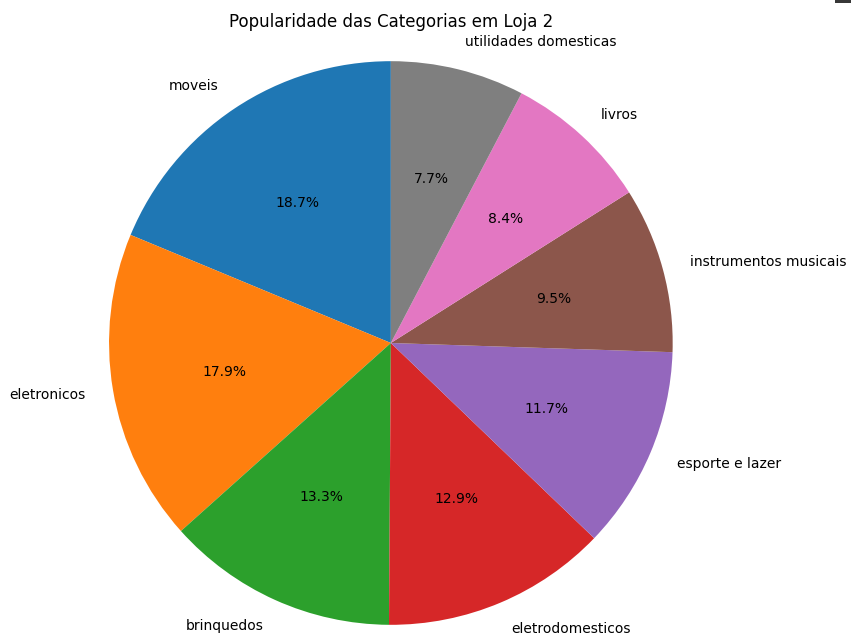 Popularidade das Categorias em Loja 2
utilidades domesticas
moveis
livros
7.7%
18.7%
8.4%
instrumentos musicais
9.5%
17.9%
eletronicos
11.7%
esporte e lazer
13.3%
12.9%
brinquedos
eletrodomesticos